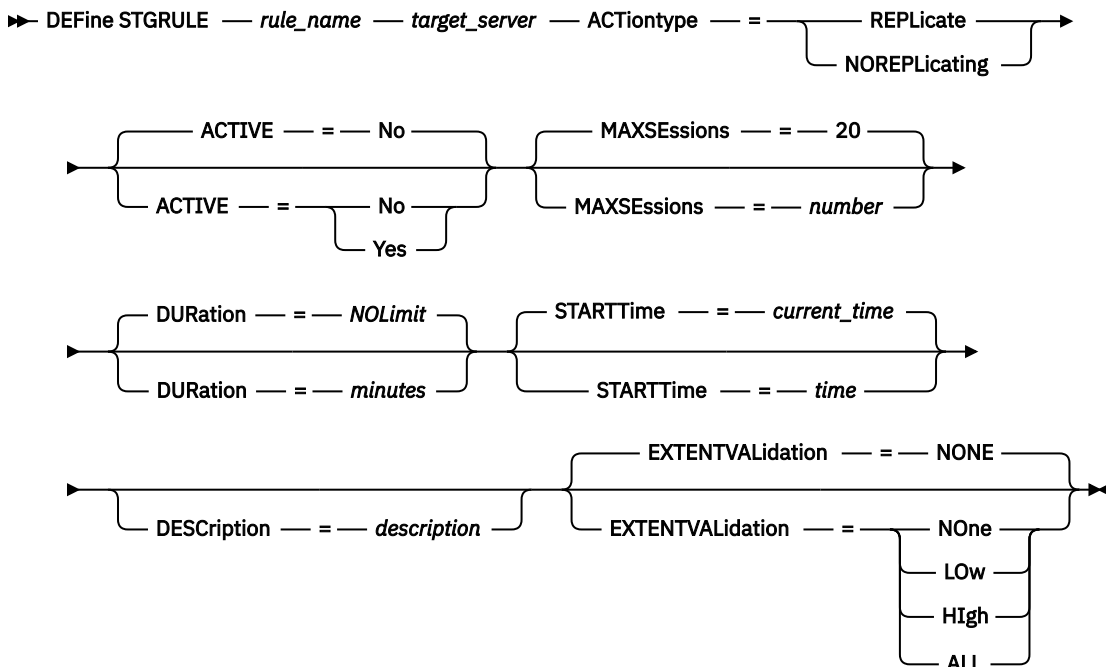 DEFine STGRULE rule_name target_server ACTiontype = REPLicate
NOREPLicating
ACTIVE = No MAXSEssions = 20
ACTIVE = No MAXSEssions = number
Yes
DURation = NOLimit STARTTime = current_time
DURation = minutes STARTTime = time
EXTENTVALidation = NONE
DESCription = description EXTENTVALidation = NOne
LOw
HIgh
ALL